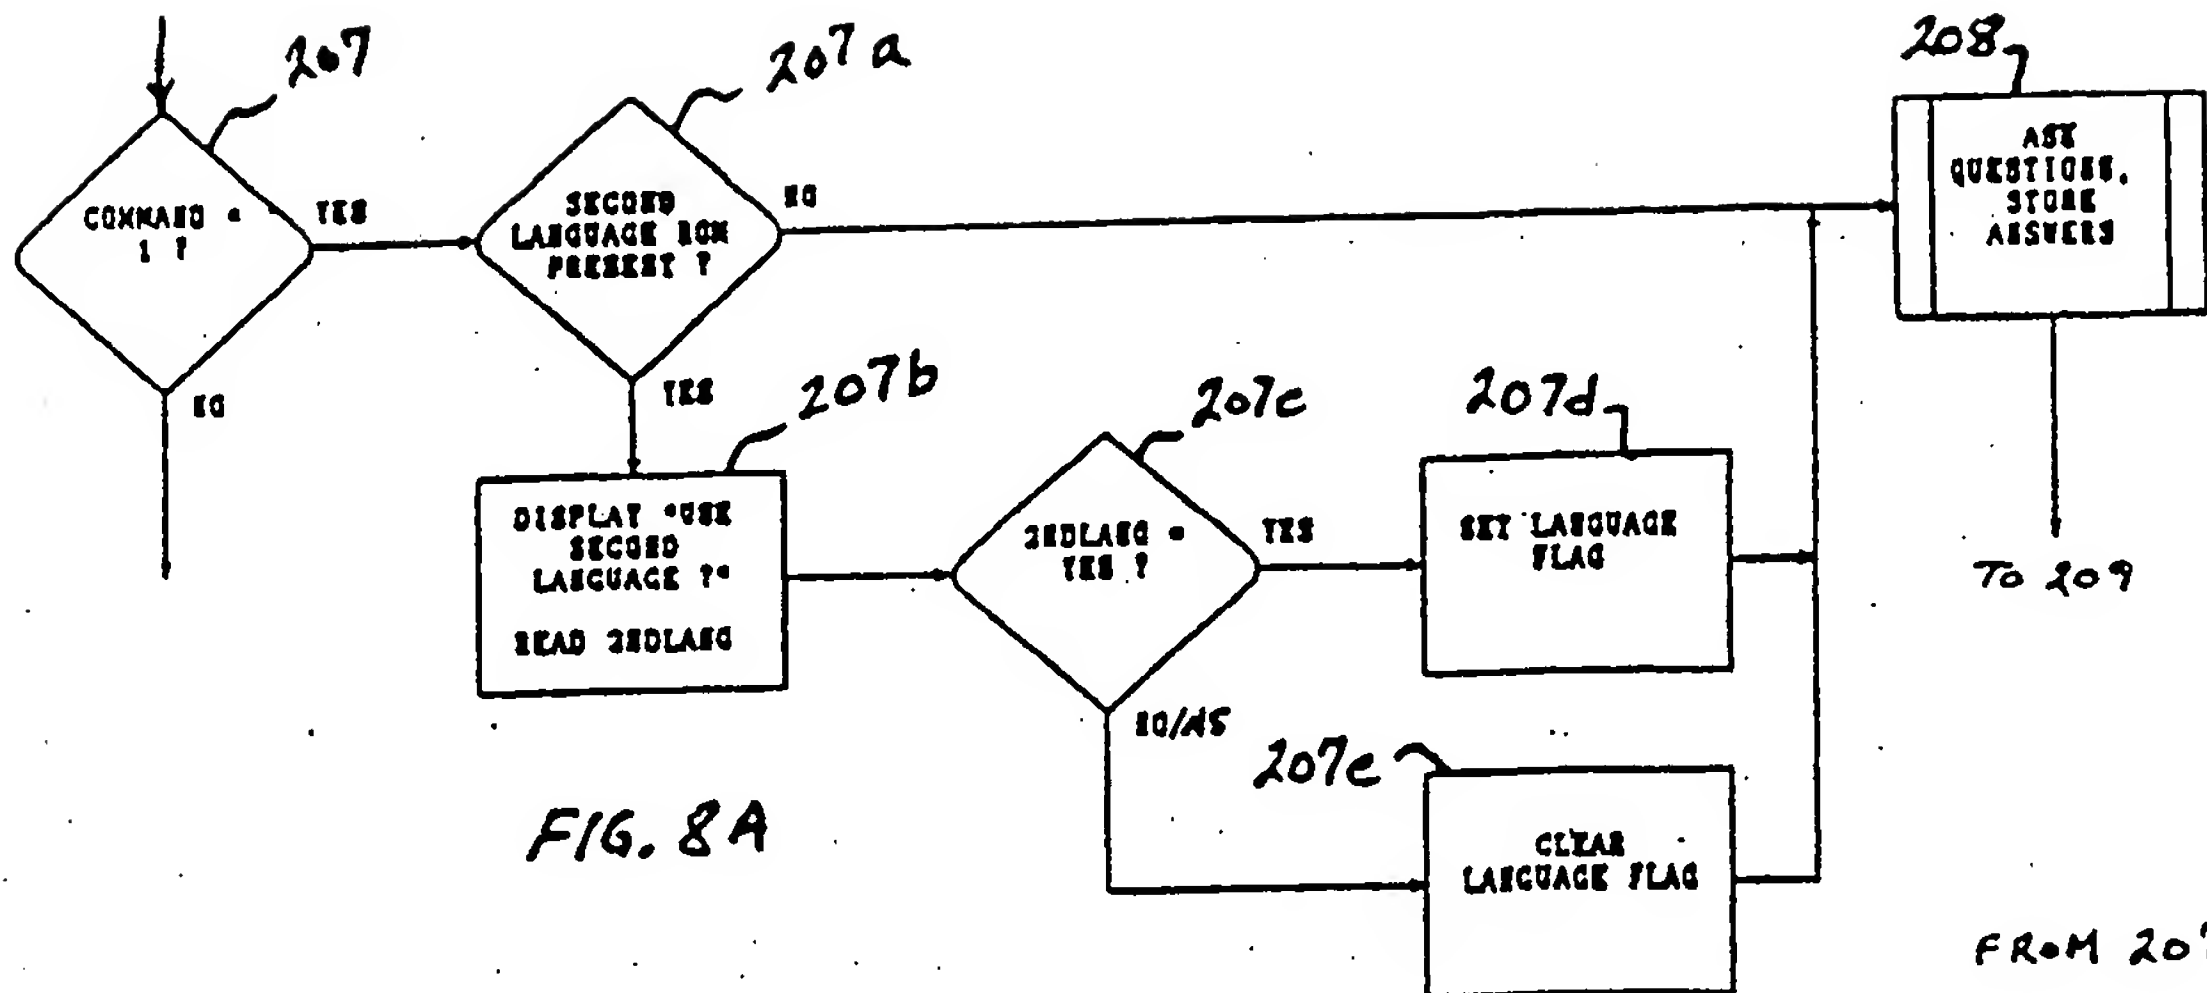 207
COMMAND =
1 ?
YES
NO
207a
SECOND
LANGUAGE ROM
PRESENT ?
NO
YES
207b
DISPLAY "USE
SECOND
LANGUAGE ?"
READ 2NDLANG
207c
2NDLANG =
YES ?
YES
NO/NS
207d
SET LANGUAGE
FLAG
207e
CLEAR
LANGUAGE FLAG
208
ASK
QUESTIONS,
STORE
ANSWERS
TO 209
FIG. 8A
FROM 207